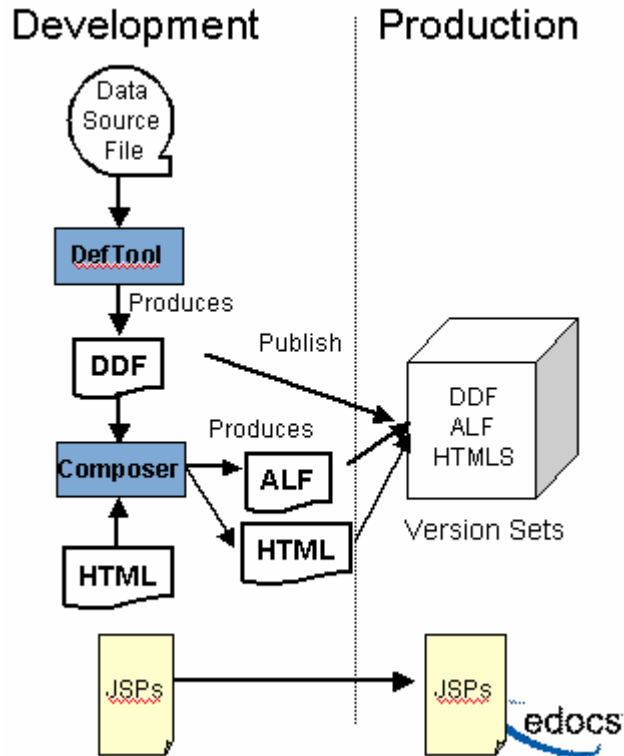 Development
Production
Data
Source
File
DefTool
Produces
DDF
Publish
Produces
Composer
ALF
HTML
HTML
DDF
ALF
HTMLS
Version Sets
JSPs
JSPs
edocs